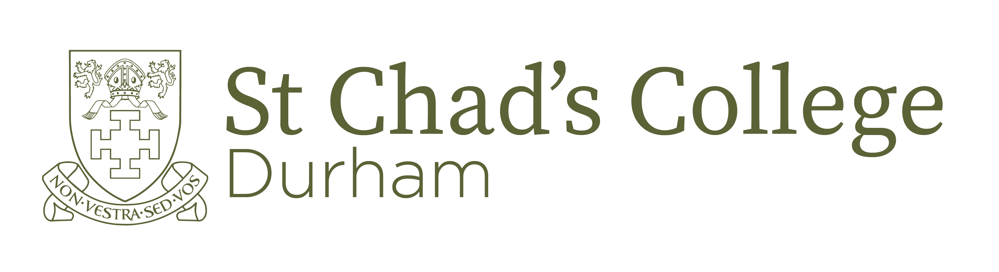 St Chad’s College
Durham
NON·VESTRA·SED·VOS